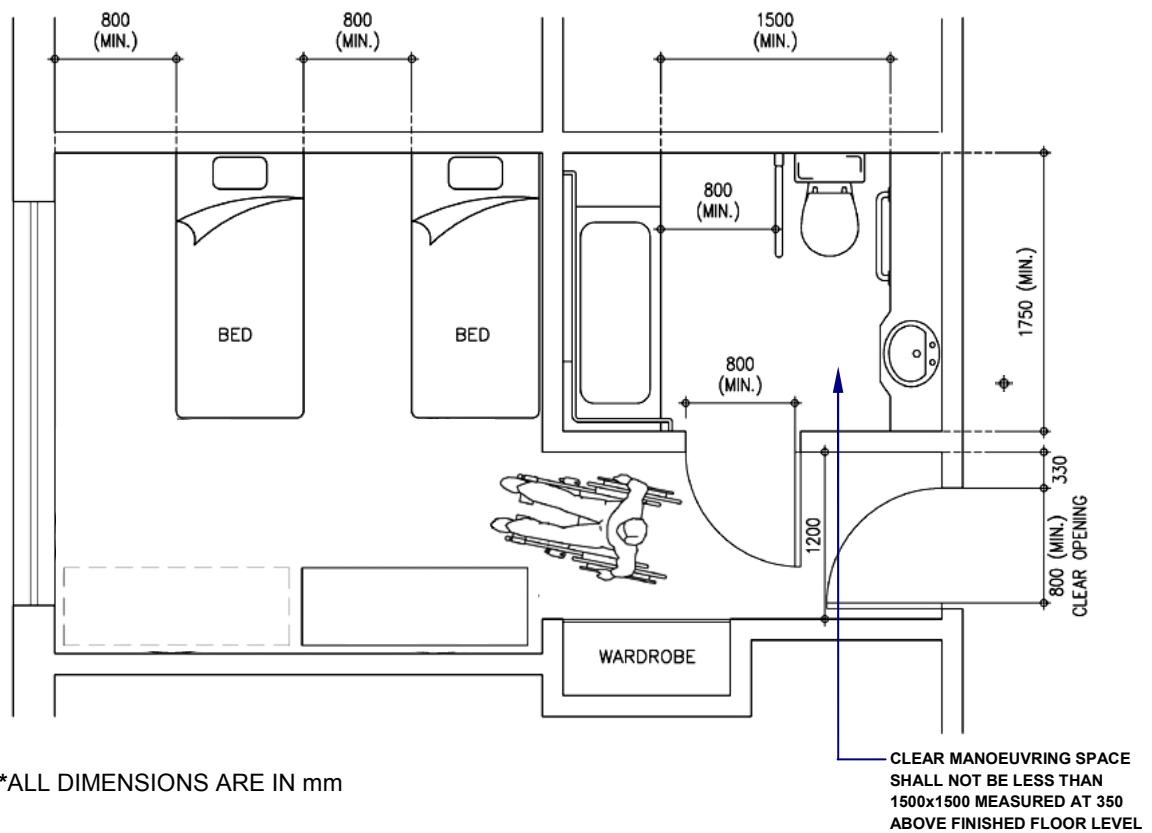 800
(MIN.)
800
(MIN.)
1500
(MIN.)
800
(MIN.)
1750 (MIN.)
BED
BED
800
(MIN.)
330
1200
800 (MIN.)
CLEAR OPENING
WARDROBE
*ALL DIMENSIONS ARE IN mm
CLEAR MANOEUVRING SPACE
SHALL NOT BE LESS THAN
1500x1500 MEASURED AT 350
ABOVE FINISHED FLOOR LEVEL